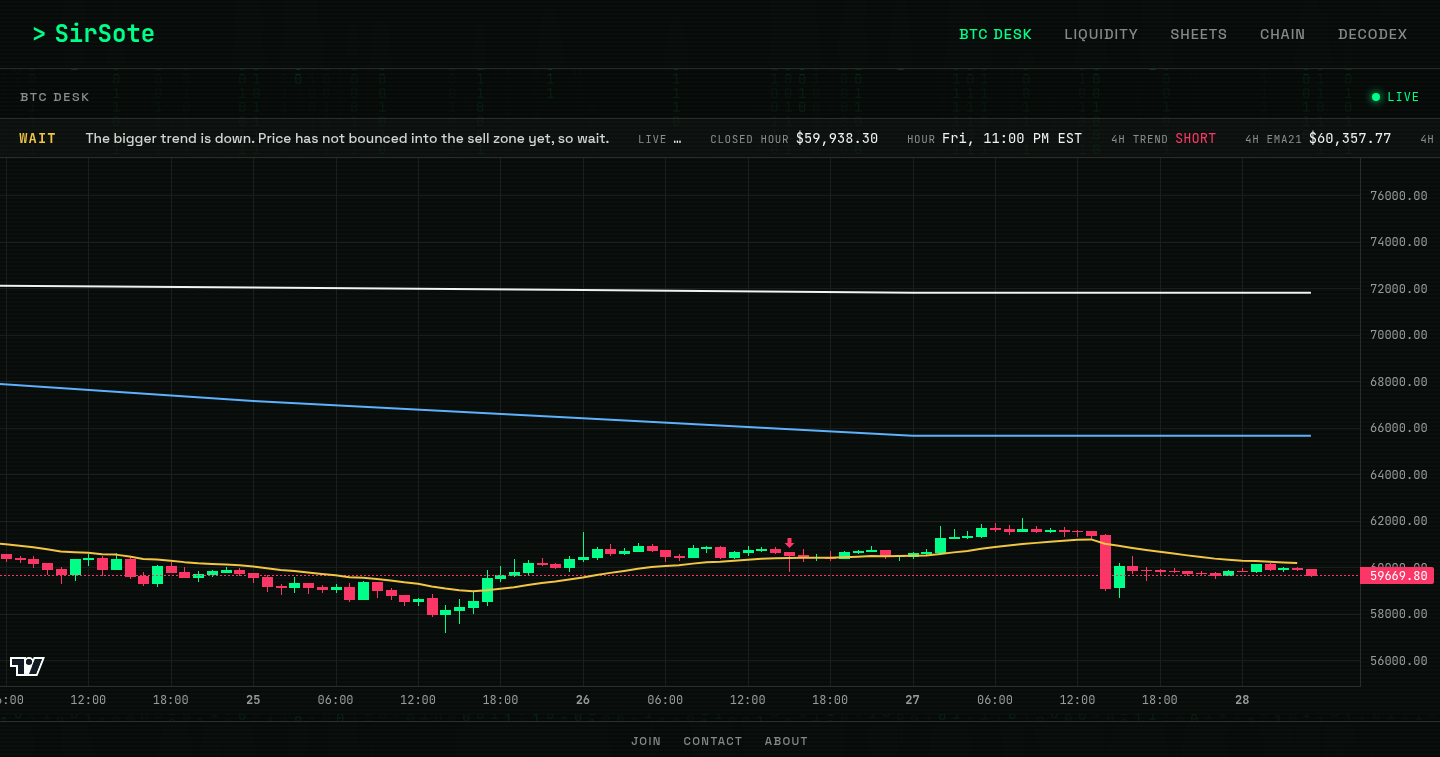 > SirSote
BTC DESK LIQUIDITY SHEETS CHAIN DECODEX
BTC DESK
LIVE
WAIT The bigger trend is down. Price has not bounced into the sell zone yet, so wait. LIVE … CLOSED HOUR $59,938.30 HOUR Fri, 11:00 PM EST 4H TREND SHORT 4H EMA21 $60,357.77 4H
76000.00
74000.00
72000.00
70000.00
68000.00
66000.00
64000.00
62000.00
59669.80
58000.00
56000.00
:00 12:00 18:00 25 06:00 12:00 18:00 26 06:00 12:00 18:00 27 06:00 12:00 18:00 28
JOIN CONTACT ABOUT